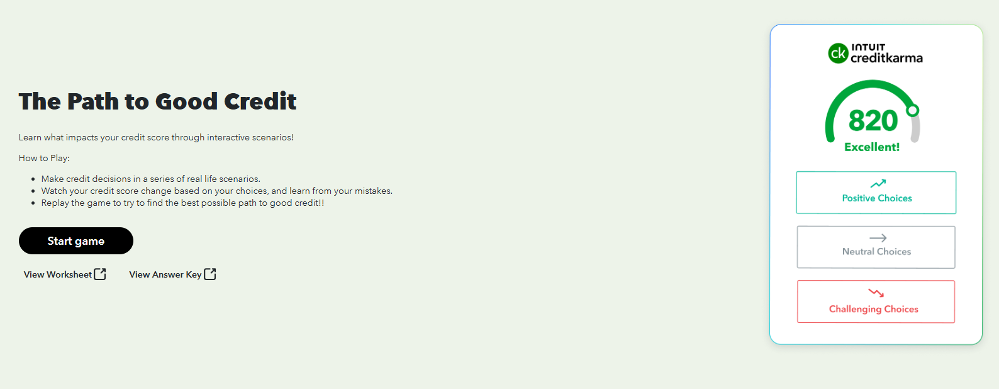 The Path to Good Credit
Learn what impacts your credit score through interactive scenarios!
How to Play:
Make credit decisions in a series of real life scenarios.
Watch your credit score change based on your choices, and learn from your mistakes.
Replay the game to try to find the best possible path to good credit!!
Start game
View Worksheet
View Answer Key
ck INTUIT
creditkarma
820
Excellent!
Positive Choices
Neutral Choices
Challenging Choices